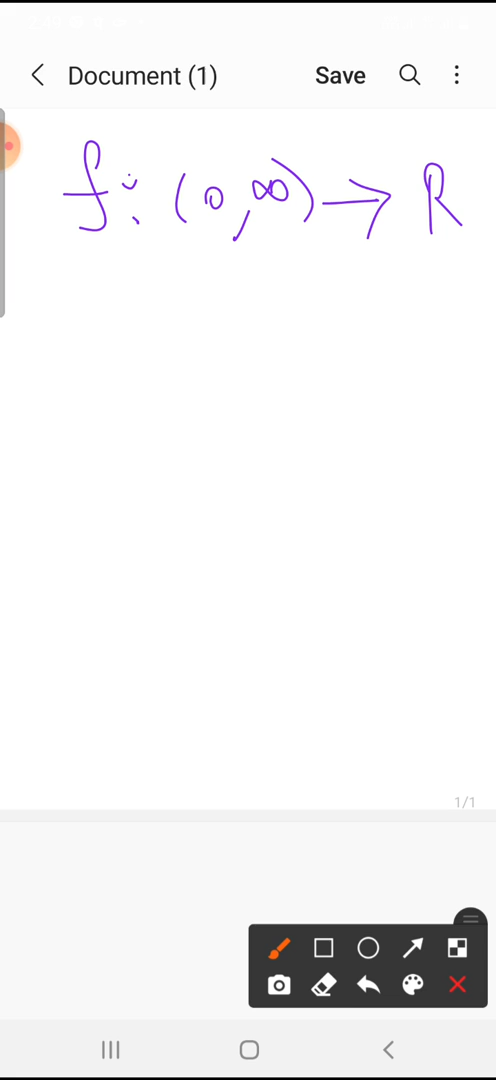 Document (1) Save
f: (0,∞) → R
1/1